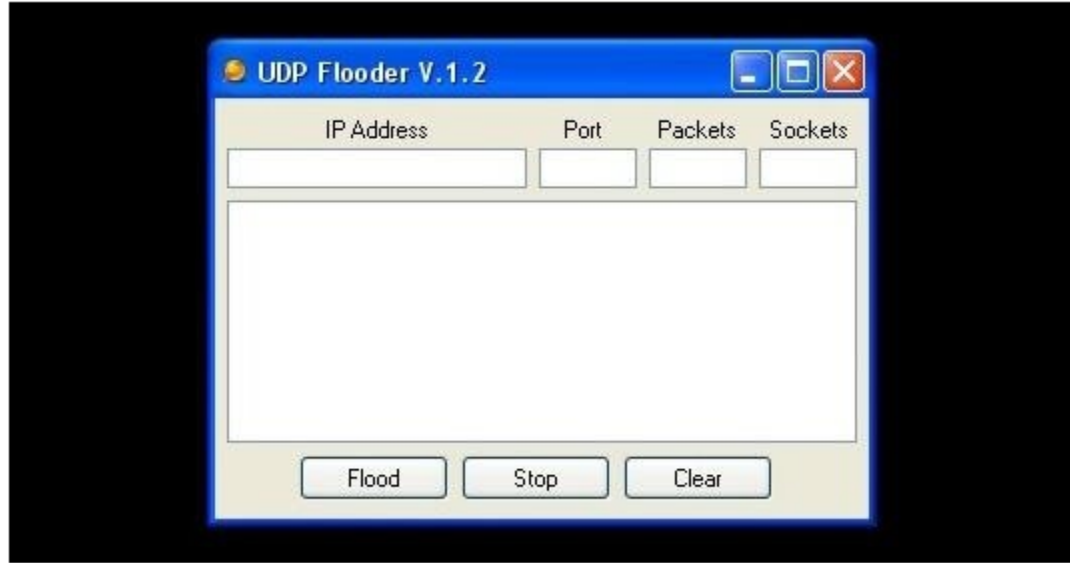 UDP Flooder V.1.2
IP Address Port Packets Sockets
Flood Stop Clear